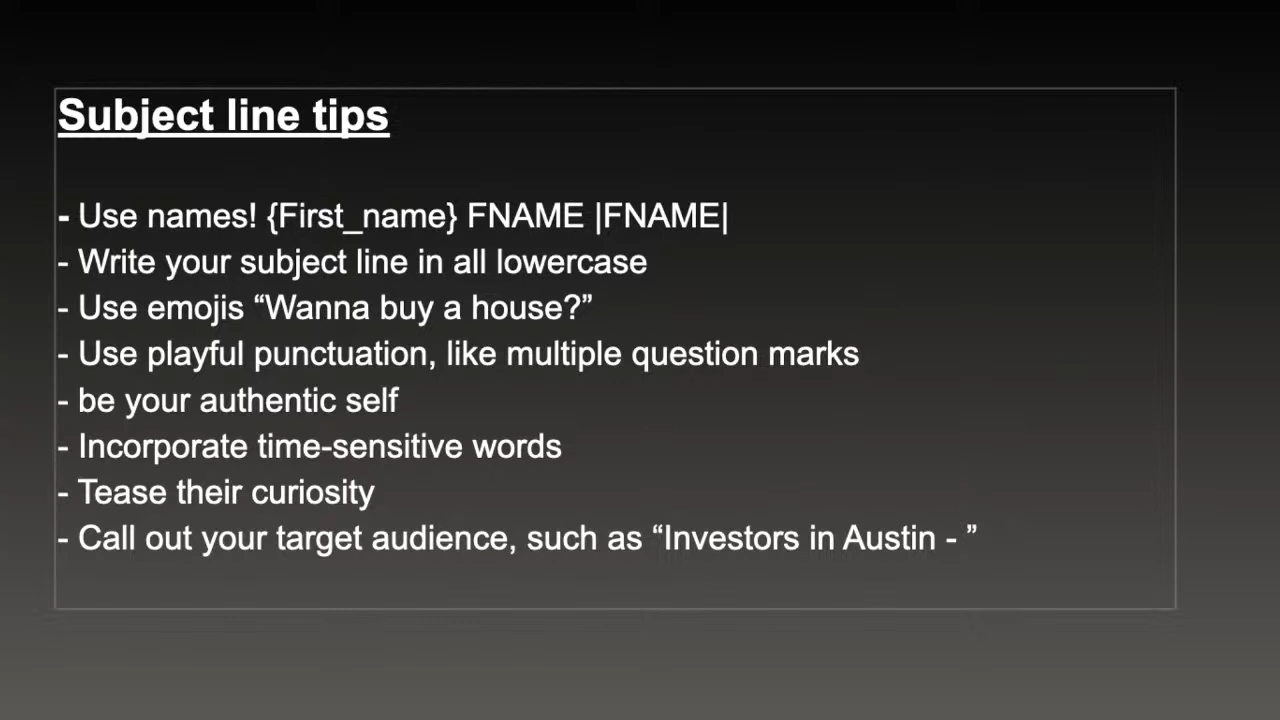 Subject line tips
- Use names! {First_name} FNAME |FNAME|
- Write your subject line in all lowercase
- Use emojis “Wanna buy a house?”
- Use playful punctuation, like multiple question marks
- be your authentic self
- Incorporate time-sensitive words
- Tease their curiosity
- Call out your target audience, such as “Investors in Austin - ”